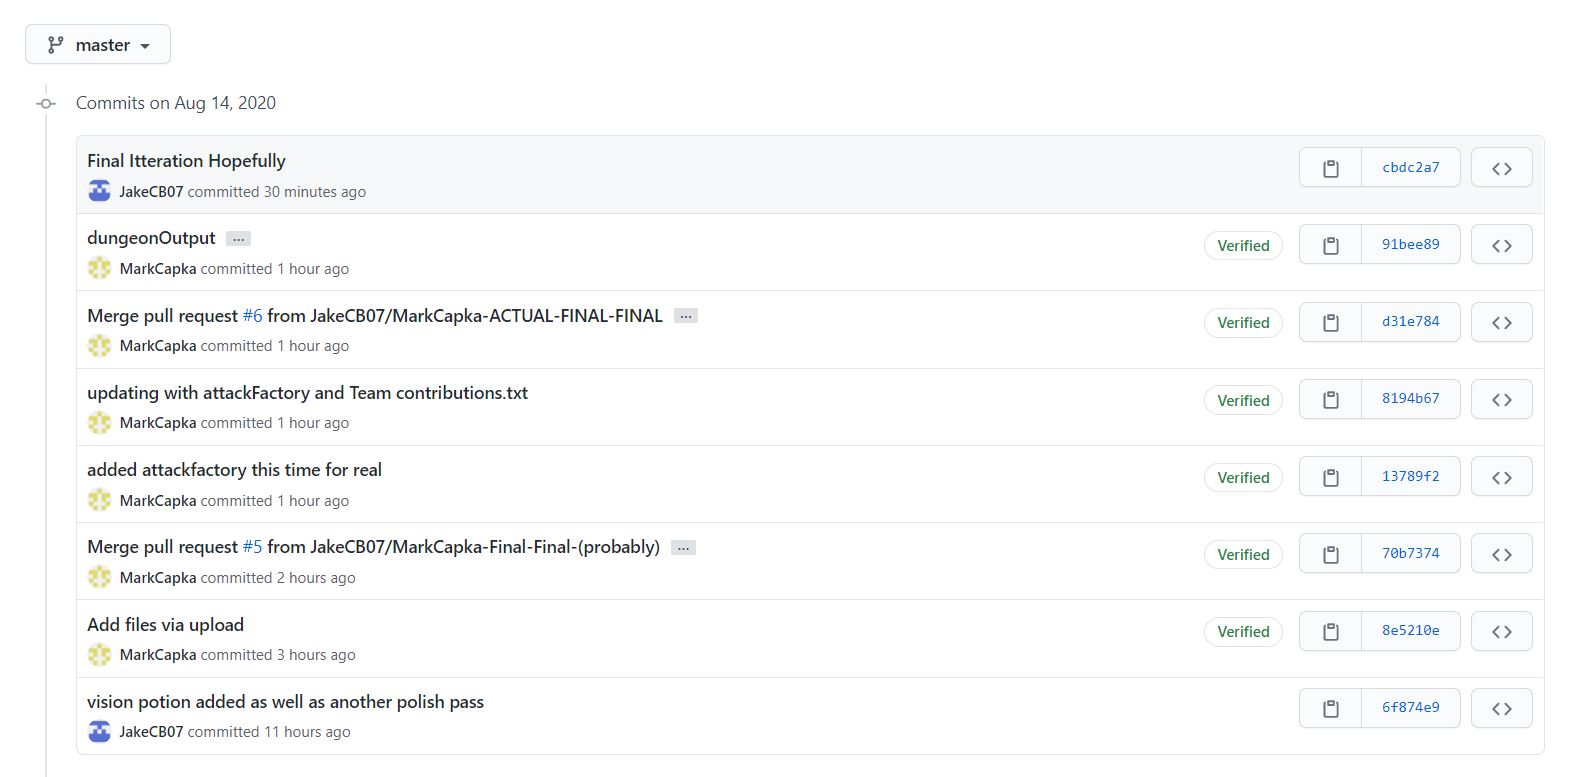 master
Commits on Aug 14, 2020
Final Itteration Hopefully
JakeCB07 committed 30 minutes ago
cbdc2a7
dungeonOutput ...
MarkCapka committed 1 hour ago
Verified
91bee89
Merge pull request #6 from JakeCB07/MarkCapka-ACTUAL-FINAL-FINAL ...
MarkCapka committed 1 hour ago
Verified
d31e784
updating with attackFactory and Team contributions.txt
MarkCapka committed 1 hour ago
Verified
8194b67
added attackfactory this time for real
MarkCapka committed 1 hour ago
Verified
13789f2
Merge pull request #5 from JakeCB07/MarkCapka-Final-Final-(probably) ...
MarkCapka committed 2 hours ago
Verified
70b7374
Add files via upload
MarkCapka committed 3 hours ago
Verified
8e5210e
vision potion added as well as another polish pass
JakeCB07 committed 11 hours ago
6f874e9